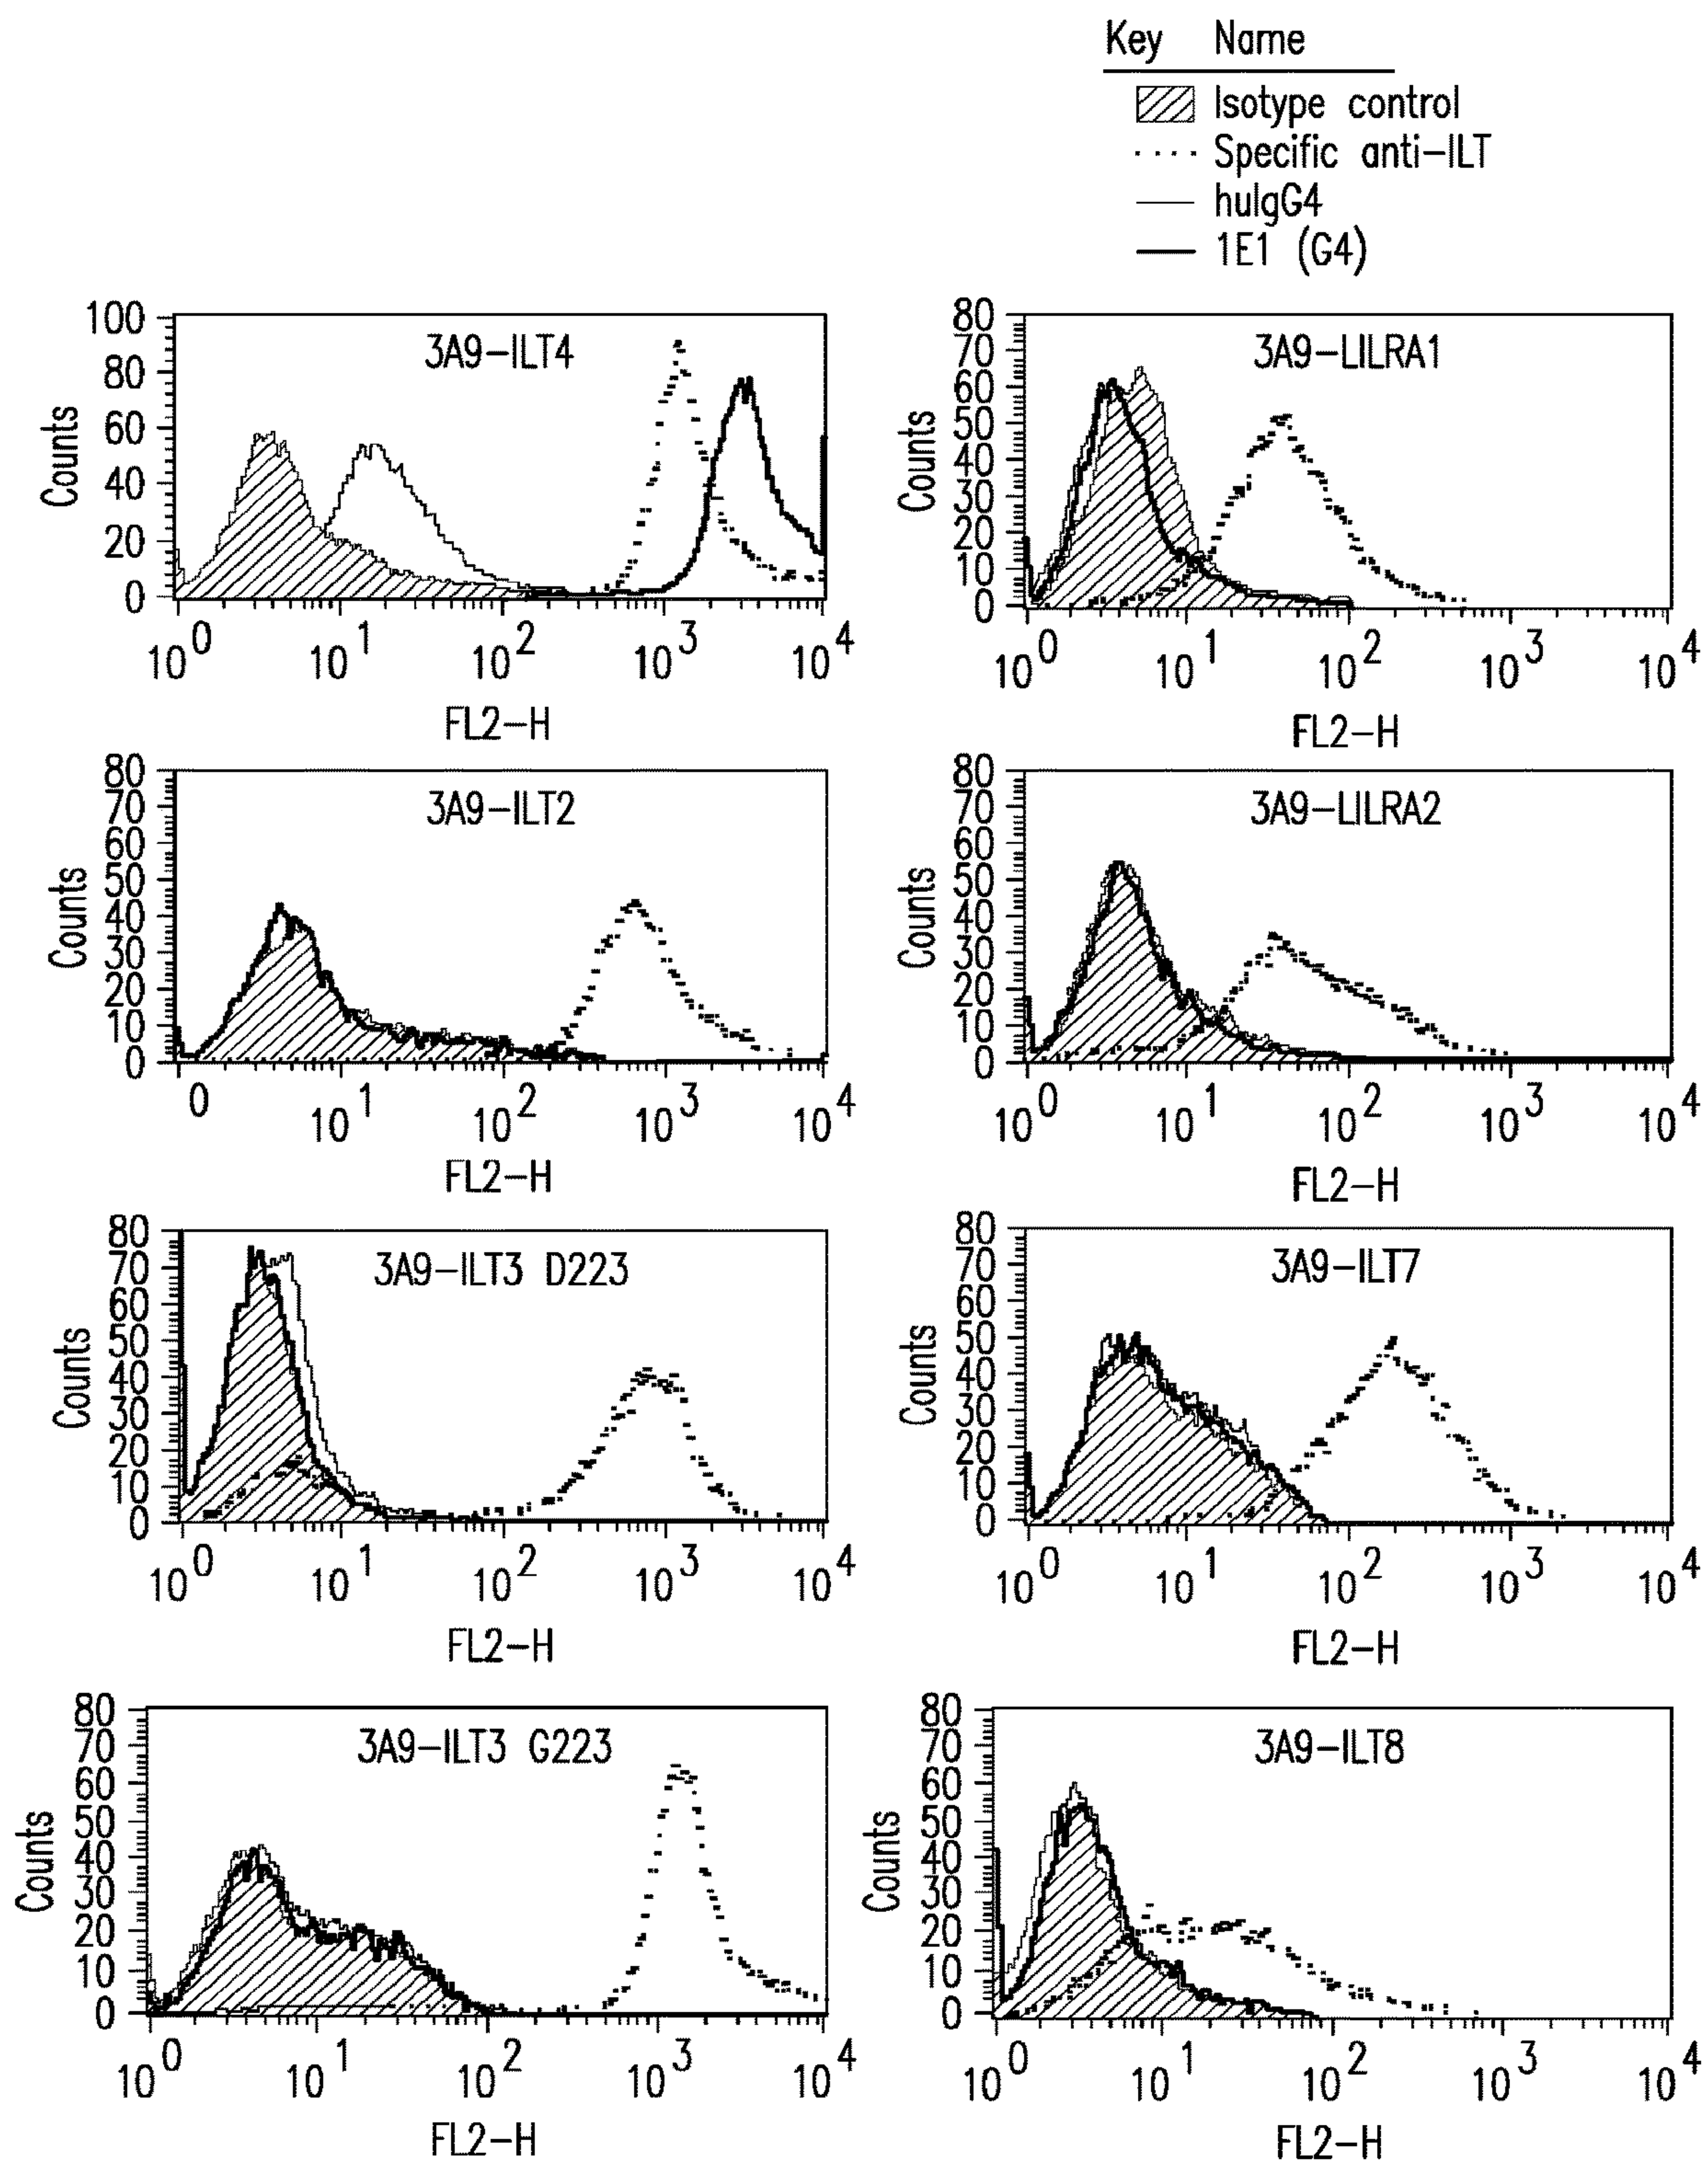 Key Name
Isotype control
Specific anti-ILT
huIgG4
1E1 (G4)
3A9-ILT4
Counts
100
80
60
40
20
0
10^0 10^1 10^2 10^3 10^4
FL2-H
3A9-LILRA1
Counts
80
70
60
50
40
30
20
10
0
10^0 10^1 10^2 10^3 10^4
FL2-H
3A9-ILT2
Counts
80
70
60
50
40
30
20
10
0
0 10^1 10^2 10^3 10^4
FL2-H
3A9-LILRA2
Counts
80
70
60
50
40
30
20
10
0
10^0 10^1 10^2 10^3 10^4
FL2-H
3A9-ILT3 D223
Counts
80
70
60
50
40
30
20
10
0
10^0 10^1 10^2 10^3 10^4
FL2-H
3A9-ILT7
Counts
80
70
60
50
40
30
20
10
0
10^0 10^1 10^2 10^3 10^4
FL2-H
3A9-ILT3 G223
Counts
80
70
60
50
40
30
20
10
0
10^0 10^1 10^2 10^3 10^4
FL2-H
3A9-ILT8
Counts
80
70
60
50
40
30
20
10
0
10^0 10^1 10^2 10^3 10^4
FL2-H